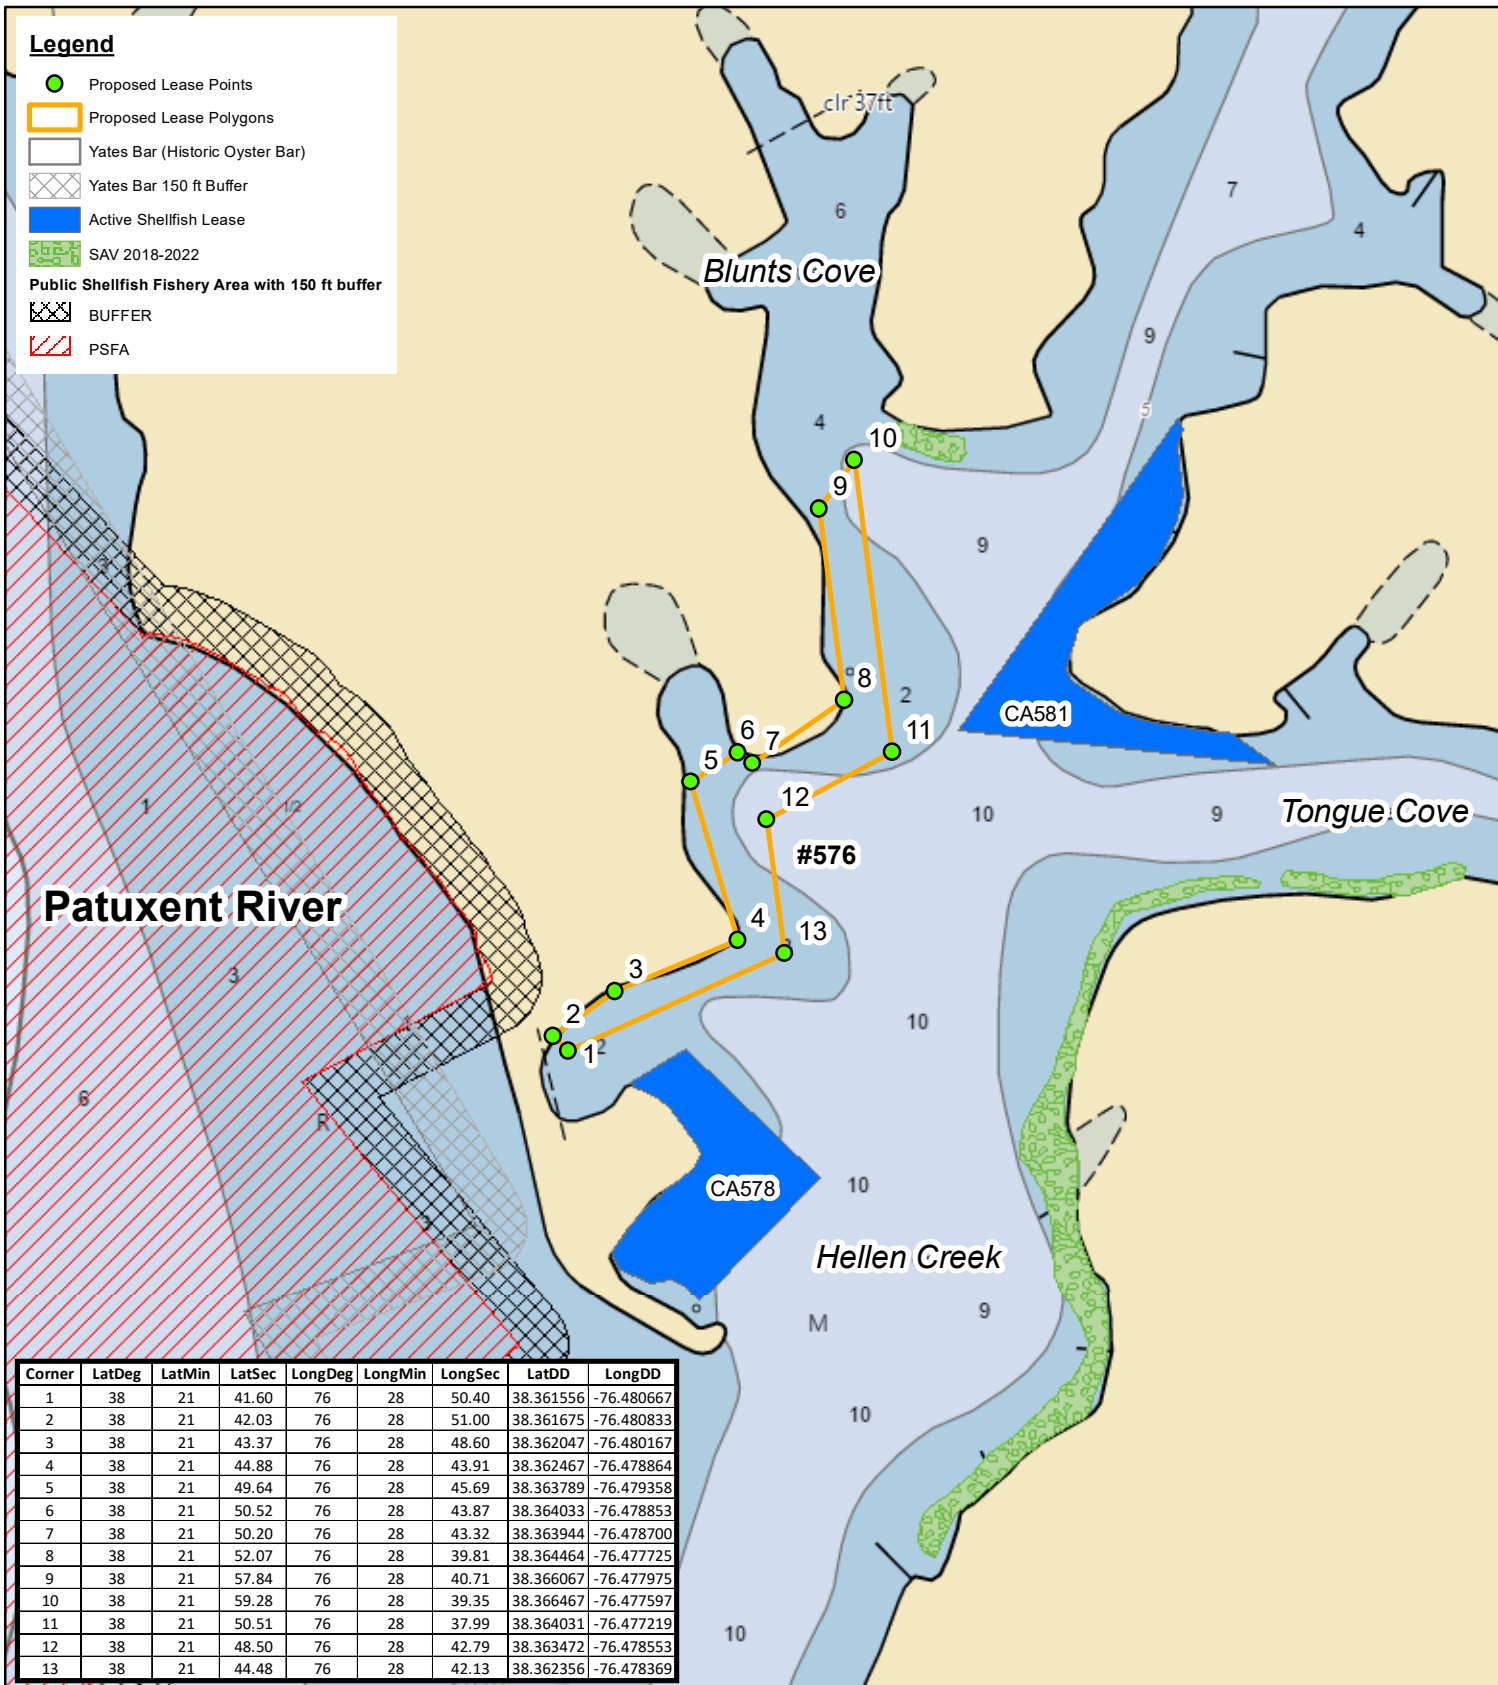 Legend
Proposed Lease Points
Proposed Lease Polygons
Yates Bar (Historic Oyster Bar)
Yates Bar 150 ft Buffer
Active Shellfish Lease
SAV 2018-2022
Public Shellfish Fishery Area with 150 ft buffer
BUFFER
PSFA
clr 37ft
7
6
4
Blunts Cove
9
5
4
10
9
9
3
8
2
6
7
5
CA581
11
12
1
1/2
10
9
Tongue Cove
#576
Patuxent River
4
13
3
3
2
10
1
2
6
R
CA578
10
Hellen Creek
9
M
10
10
Corner LatDeg LatMin LatSec LongDeg LongMin LongSec LatDD LongDD
1 38 21 41.60 76 28 50.40 38.361556 -76.480667
2 38 21 42.03 76 28 51.00 38.361675 -76.480833
3 38 21 43.37 76 28 48.60 38.362047 -76.480167
4 38 21 44.88 76 28 43.91 38.362467 -76.478864
5 38 21 49.64 76 28 45.69 38.363789 -76.479358
6 38 21 50.52 76 28 43.87 38.364033 -76.478853
7 38 21 50.20 76 28 43.32 38.363944 -76.478700
8 38 21 52.07 76 28 39.81 38.364464 -76.477725
9 38 21 57.84 76 28 40.71 38.366067 -76.477975
10 38 21 59.28 76 28 39.35 38.366467 -76.477597
11 38 21 50.51 76 28 37.99 38.364031 -76.477219
12 38 21 48.50 76 28 42.79 38.363472 -76.478553
13 38 21 44.48 76 28 42.13 38.362356 -76.478369